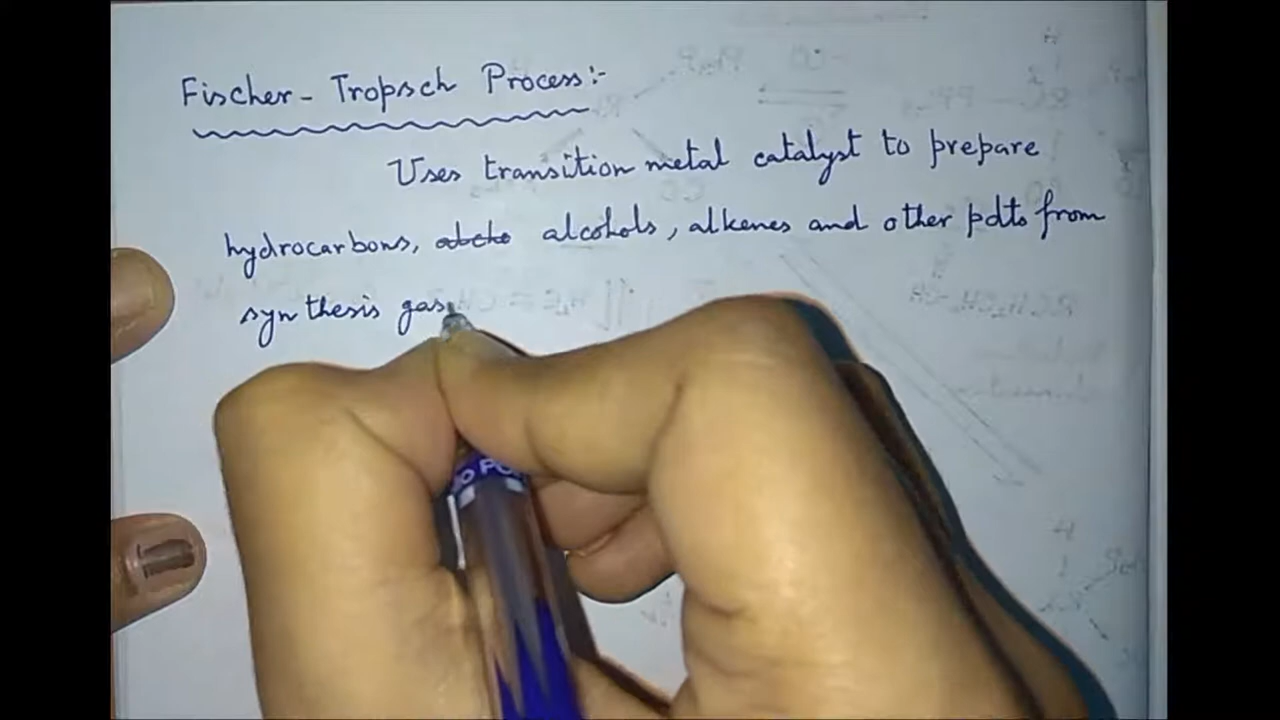 Fischer - Tropsch Process:-
Uses transition metal catalyst to prepare
hydrocarbons, alcohols, alkenes and other pdts from
synthesis gas